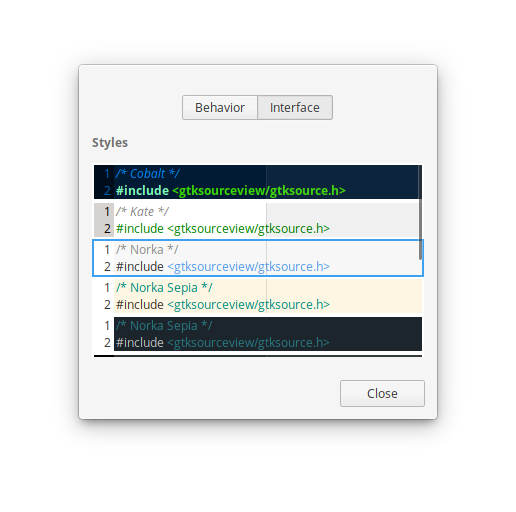 Behavior Interface
Styles
1 /* Cobalt */
2 #include <gtksourceview/gtksource.h>
1 /* Kate */
2 #include <gtksourceview/gtksource.h>
1 /* Norka */
2 #include <gtksourceview/gtksource.h>
1 /* Norka Sepia */
2 #include <gtksourceview/gtksource.h>
1 /* Norka Sepia */
2 #include <gtksourceview/gtksource.h>
Close